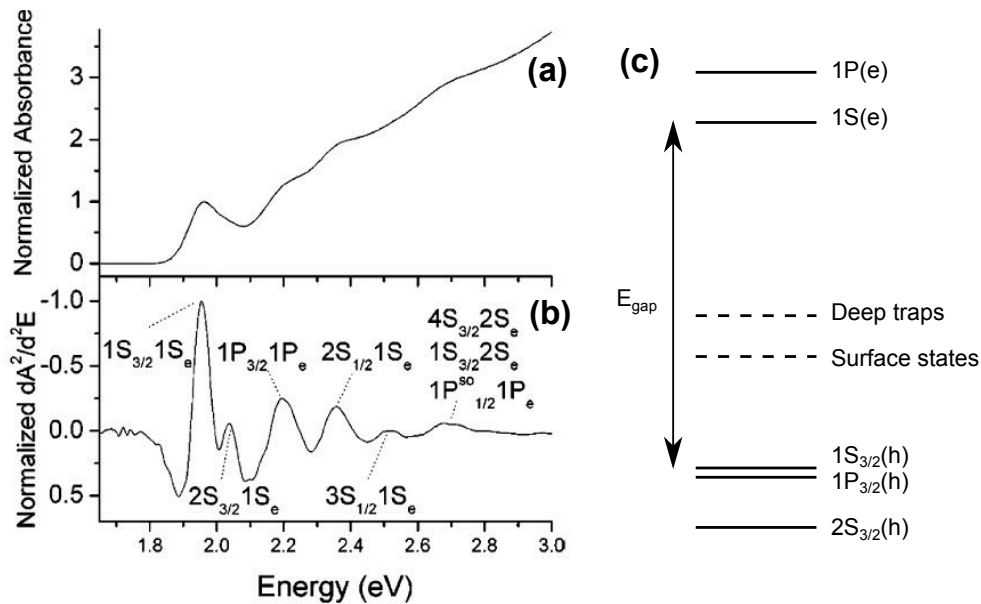 (a)
Normalized Absorbance
3
2
1
0
(b)
Normalized dA²/d²E
-1.0
-0.5
0.0
0.5
1S₃/₂1Sₑ
1P₃/₂1Pₑ
2S₁/₂1Sₑ
4S₃/₂2Sₑ
1S₃/₂2Sₑ
1Pˢᵒ₁/₂1Pₑ
2S₃/₂1Sₑ
3S₁/₂1Sₑ
1.8 2.0 2.2 2.4 2.6 2.8 3.0
Energy (eV)
(c)
1P(e)
1S(e)
E_gap
Deep traps
Surface states
1S₃/₂(h)
1P₃/₂(h)
2S₃/₂(h)